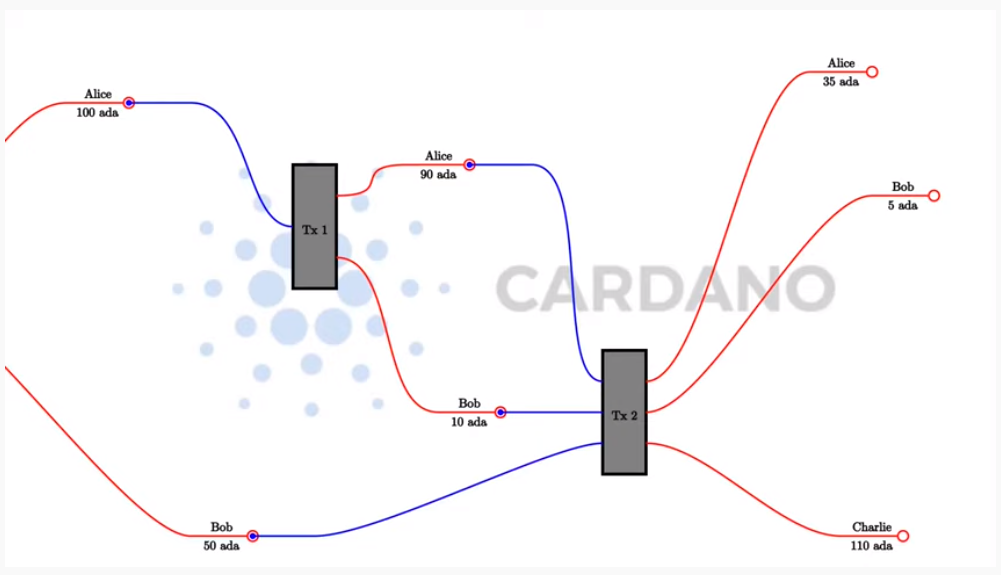 Alice
35 ada
Alice
100 ada
Alice
90 ada
Bob
5 ada
Tx 1
CARDANO
Bob
10 ada
Tx 2
Bob
50 ada
Charlie
110 ada